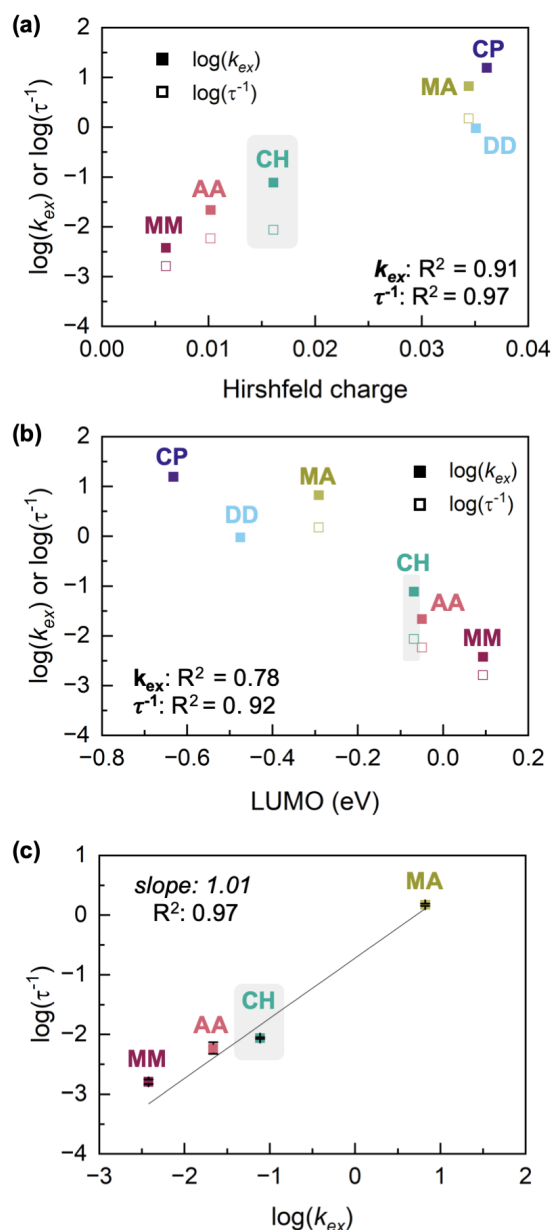 (a)
log(kex) or log(τ-1)
2
1
0
−1
−2
−3
−4
log(kex)
log(τ-1)
CP
MA
DD
CH
AA
MM
kex: R2 = 0.91
τ-1: R2 = 0.97
0.00 0.01 0.02 0.03 0.04
Hirshfeld charge
(b)
log(kex) or log(τ-1)
2
1
0
−1
−2
−3
−4
CP
MA
log(kex)
log(τ-1)
DD
CH
AA
MM
kex: R2 = 0.78
τ-1: R2 = 0. 92
−0.8 −0.6 −0.4 −0.2 0.0 0.2
LUMO (eV)
(c)
log(τ-1)
1
0
−1
−2
−3
−4
slope: 1.01
R2: 0.97
MA
CH
AA
MM
−3 −2 −1 0 1 2
log(kex)